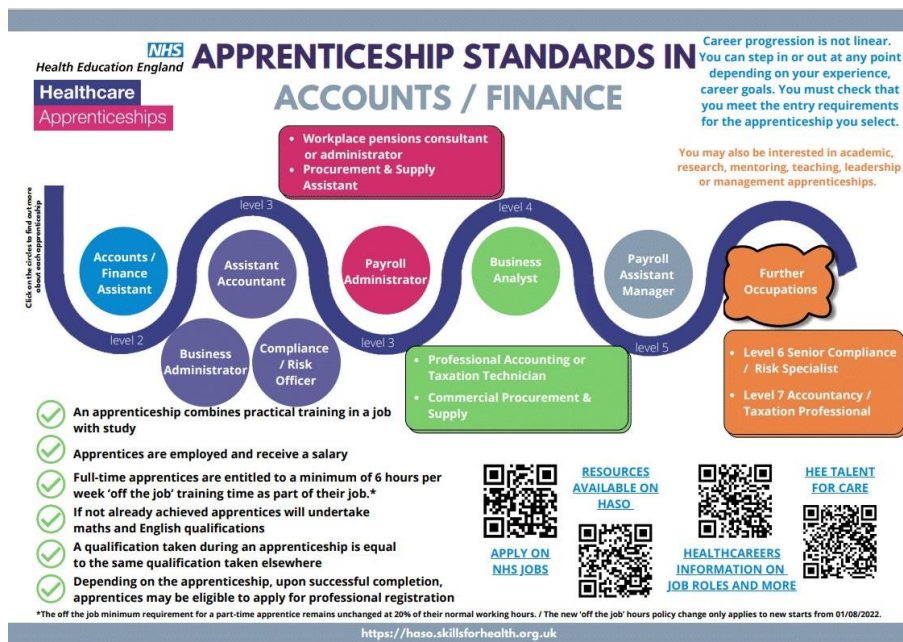 NHS
Health Education England
Healthcare
Apprenticeships
APPRENTICESHIP STANDARDS IN
ACCOUNTS / FINANCE
Career progression is not linear.
You can step in or out at any point
depending on your experience,
career goals. You must check that
you meet the entry requirements
for the apprenticeship you select.
You may also be interested in academic,
research, mentoring, teaching, leadership
or management apprenticeships.
• Workplace pensions consultant
or administrator
• Procurement & Supply
Assistant
Click on the circles to find out more
about each apprenticeship
level 2
level 3
level 3
level 4
level 5
Accounts /
Finance
Assistant
Assistant
Accountant
Business
Administrator
Compliance
/ Risk
Officer
Payroll
Administrator
Business
Analyst
Payroll
Assistant
Manager
Further
Occupations
• Professional Accounting or
Taxation Technician
• Commercial Procurement &
Supply
• Level 6 Senior Compliance
/ Risk Specialist
• Level 7 Accountancy /
Taxation Professional
An apprenticeship combines practical training in a job
with study
Apprentices are employed and receive a salary
Full-time apprentices are entitled to a minimum of 6 hours per
week ‘off the job’ training time as part of their job.*
If not already achieved apprentices will undertake
maths and English qualifications
A qualification taken during an apprenticeship is equal
to the same qualification taken elsewhere
Depending on the apprenticeship, upon successful completion,
apprentices may be eligible to apply for professional registration
APPLY ON
NHS JOBS
RESOURCES
AVAILABLE ON
HASO
HEALTHCAREERS
INFORMATION ON
JOB ROLES AND MORE
HEE TALENT
FOR CARE
*The off the job minimum requirement for a part-time apprentice remains unchanged at 20% of their normal working hours. / The new ‘off the job’ hours policy change only applies to new starts from 01/08/2022.
https://haso.skillsforhealth.org.uk